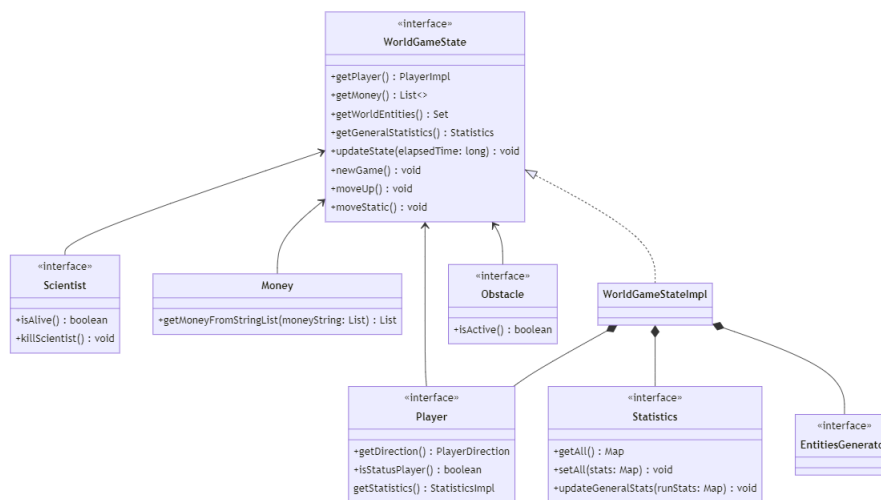 «interface»
WorldGameState
+getPlayer() : PlayerImpl
+getMoney() : List<>
+getWorldEntities() : Set
+getGeneralStatistics() : Statistics
+updateState(elapsedTime: long) : void
+newGame() : void
+moveUp() : void
+moveStatic() : void
«interface»
Scientist
+isAlive() : boolean
+killScientist() : void
Money
+getMoneyFromStringList(moneyString: List) : List
«interface»
Obstacle
+isActive() : boolean
WorldGameStateImpl
«interface»
Player
+getDirection() : PlayerDirection
+isStatusPlayer() : boolean
getStatistics() : StatisticsImpl
«interface»
Statistics
+getAll() : Map
+setAll(stats: Map) : void
+updateGeneralStats(runStats: Map) : void
«interface»
EntitiesGenerato